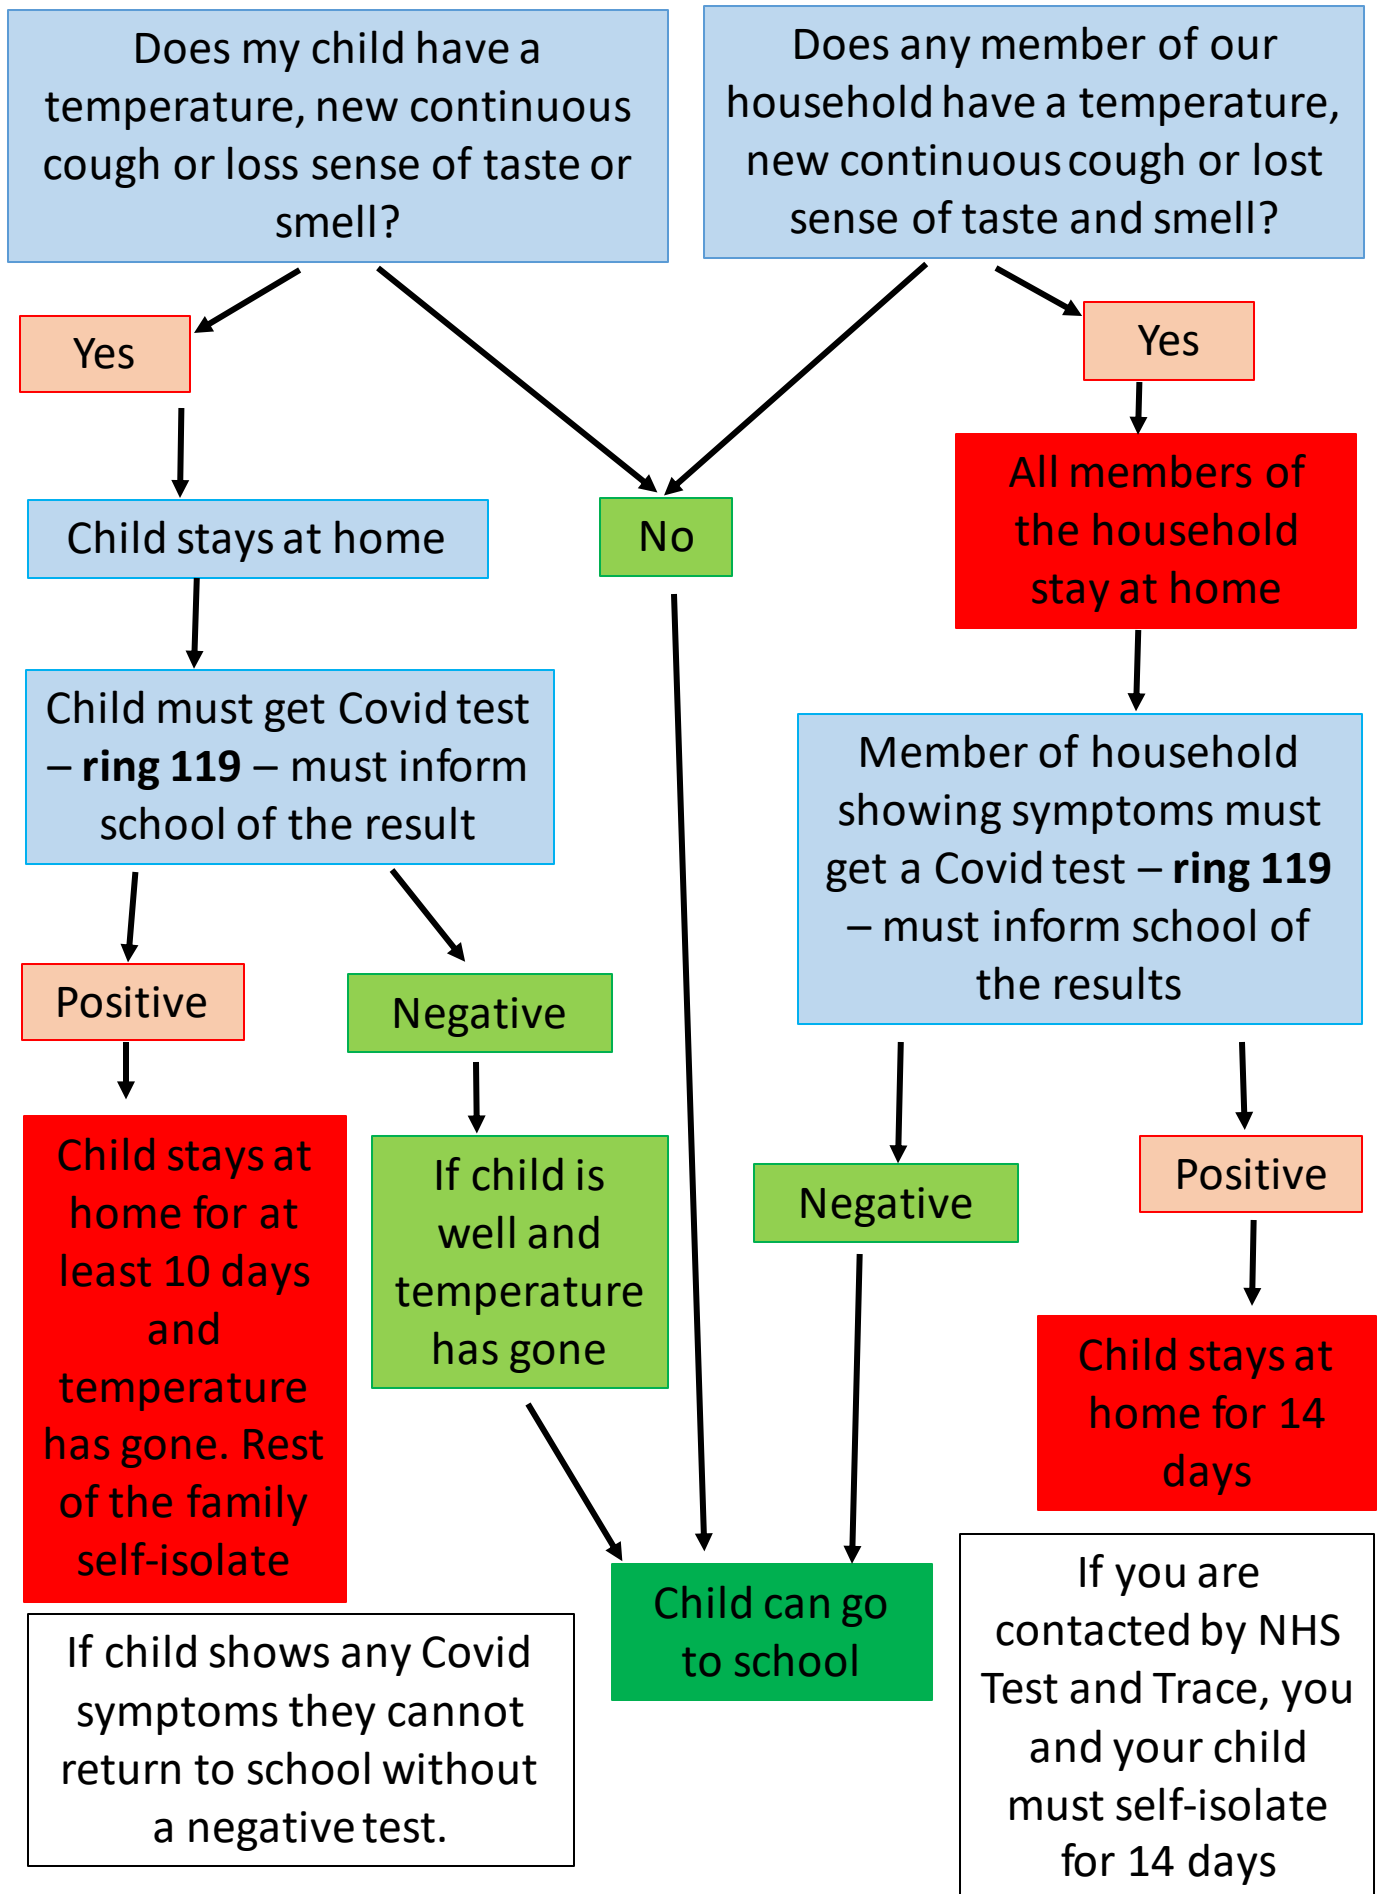 Does my child have a
temperature, new continuous
cough or loss sense of taste or
smell?
Does any member of our
household have a temperature,
new continuous cough or lost
sense of taste and smell?
Yes
Yes
Child stays at home
No
All members of
the household
stay at home
Child must get Covid test
– ring 119 – must inform
school of the result
Member of household
showing symptoms must
get a Covid test – ring 119
– must inform school of
the results
Positive
Negative
Negative
Positive
Child stays at
home for at
least 10 days
and
temperature
has gone. Rest
of the family
self-isolate
If child is
well and
temperature
has gone
Child stays at
home for 14
days
Child can go
to school
If child shows any Covid
symptoms they cannot
return to school without
a negative test.
If you are
contacted by NHS
Test and Trace, you
and your child
must self-isolate
for 14 days